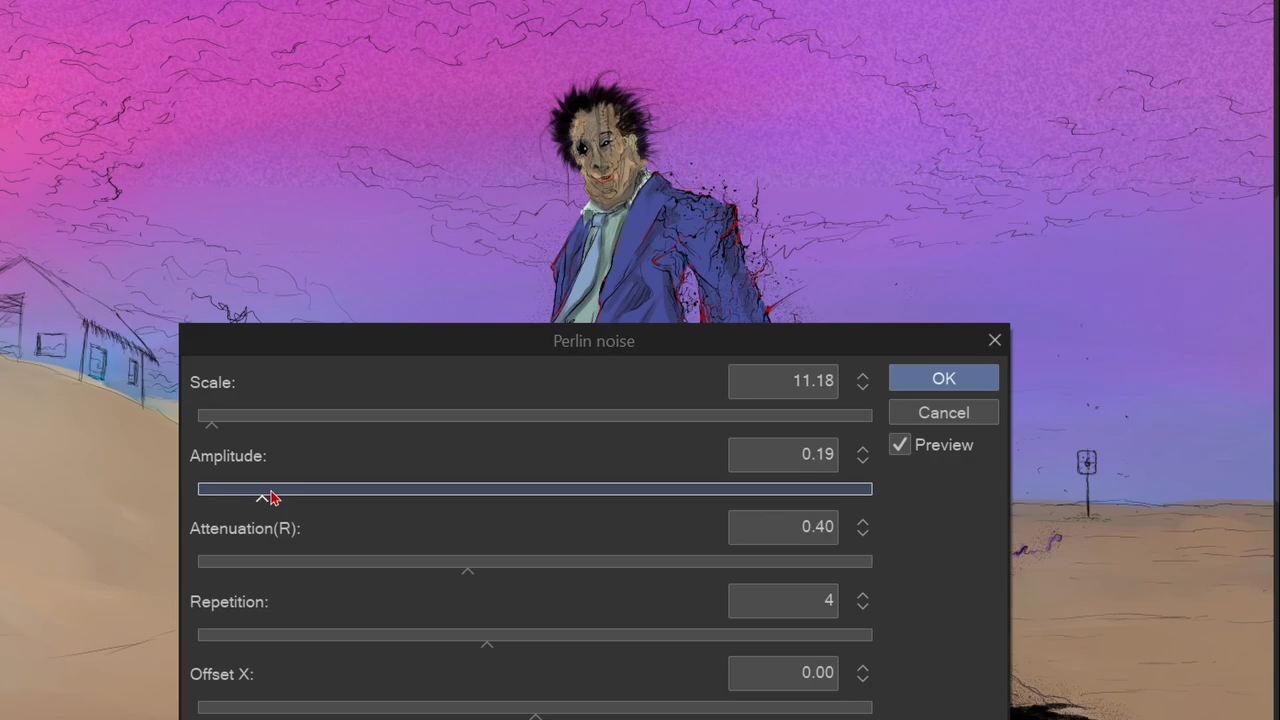 Perlin noise
Scale: 11.18
OK
Cancel
Amplitude: 0.19
Preview
Attenuation(R): 0.40
Repetition: 4
Offset X: 0.00